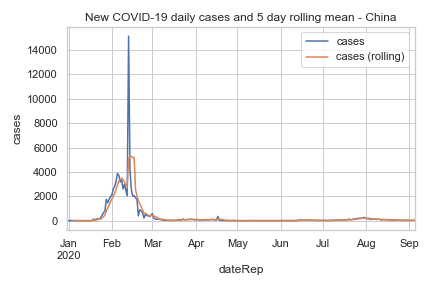 New COVID-19 daily cases and 5 day rolling mean - China
cases
cases (rolling)
14000
12000
10000
8000
6000
4000
2000
0
cases
Jan Feb Mar Apr May Jun Jul Aug Sep
2020
dateRep